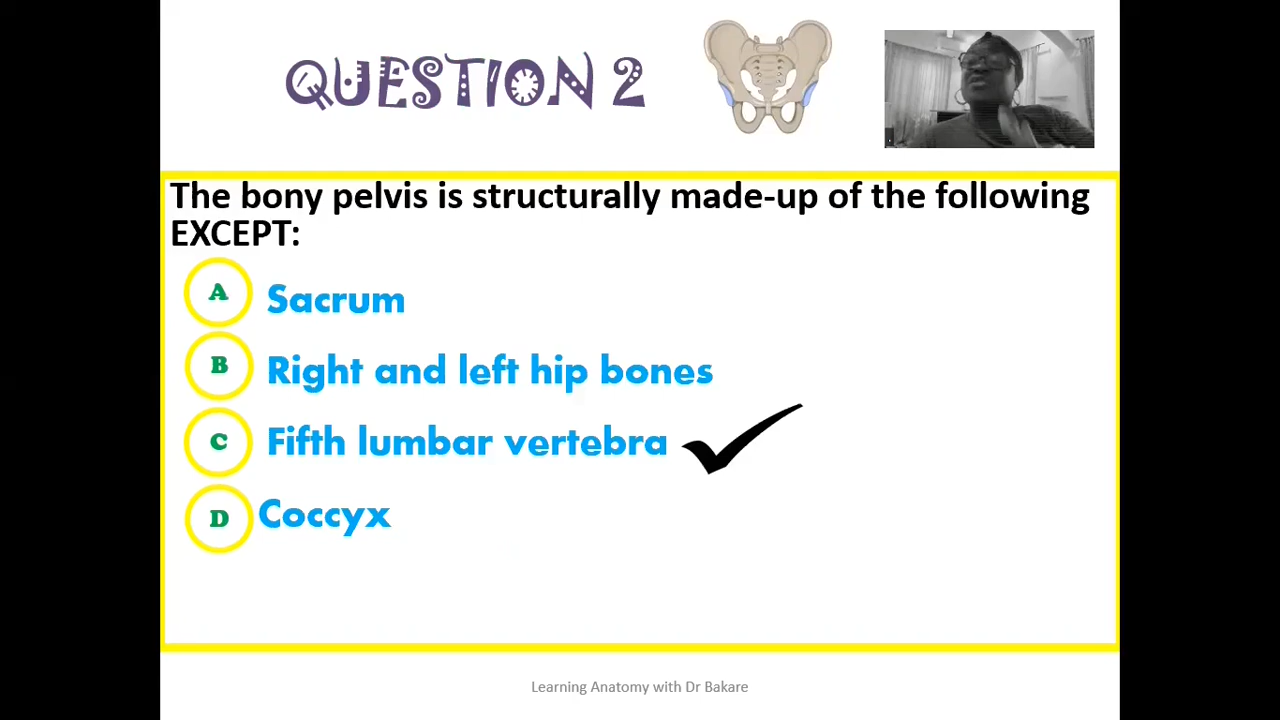 QUESTION 2
The bony pelvis is structurally made-up of the following
EXCEPT:
A Sacrum
B Right and left hip bones
C Fifth lumbar vertebra
D Coccyx
Learning Anatomy with Dr Bakare